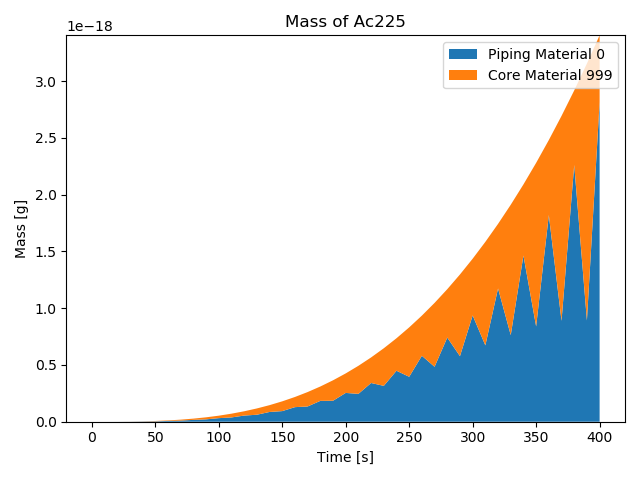 Mass of Ac225
1e−18
Piping Material 0
Core Material 999
3.0
2.5
2.0
1.5
1.0
0.5
0.0
Mass [g]
0 50 100 150 200 250 300 350 400
Time [s]